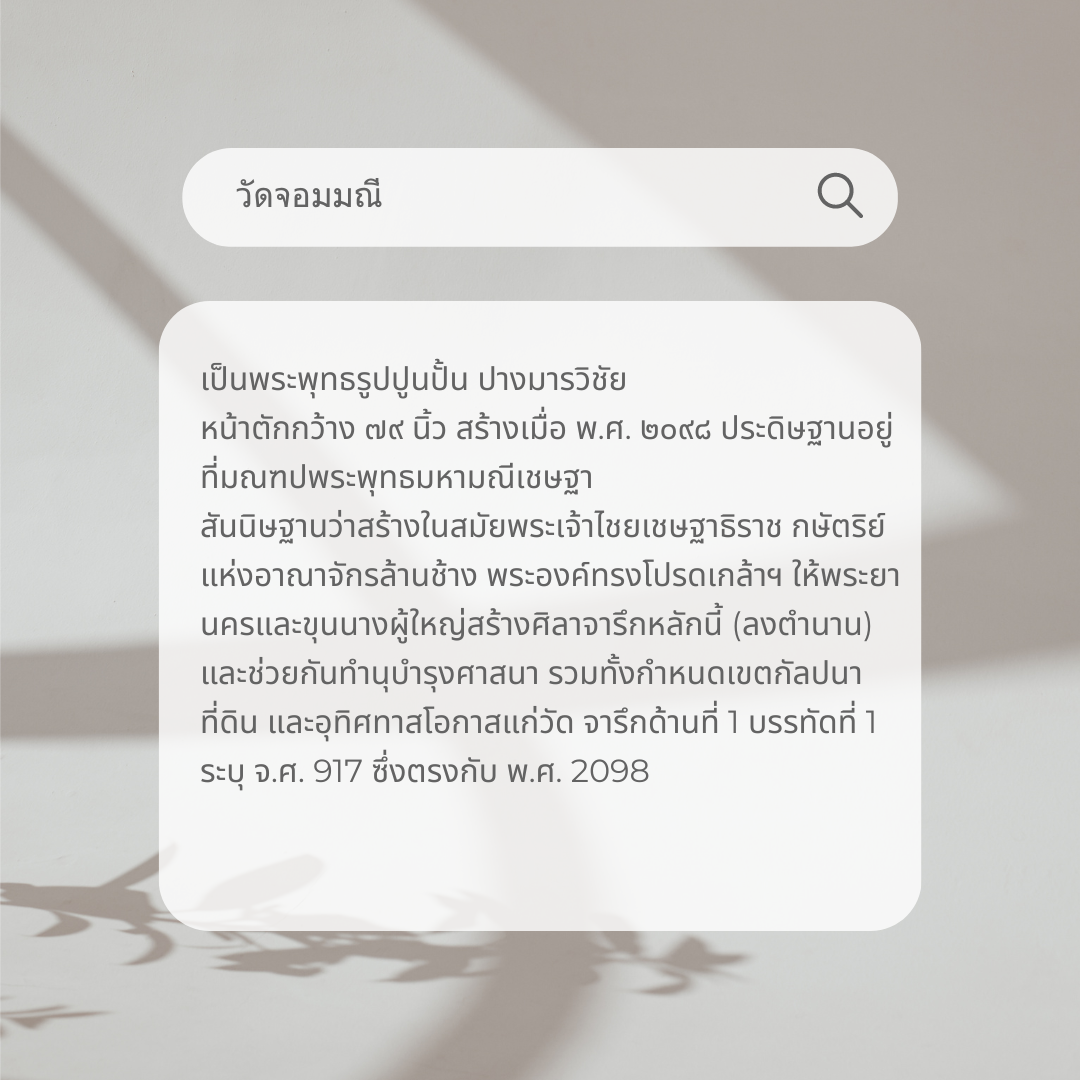 วัดจอมมณี
เป็นพระพุทธรูปปูนปั้น ปางมารวิชัย
หน้าตักกว้าง ๗๙ นิ้ว สร้างเมื่อ พ.ศ. ๒๐๙๘ ประดิษฐานอยู่
ที่มณฑปพระพุทธมหามณีเชษฐา
สันนิษฐานว่าสร้างในสมัยพระเจ้าไชยเชษฐาธิราช กษัตริย์
แห่งอาณาจักรล้านช้าง พระองค์ทรงโปรดเกล้าฯ ให้พระยา
นครและขุนนางผู้ใหญ่สร้างศิลาจารึกหลักนี้ (ลงตำนาน)
และช่วยกันทำนุบำรุงศาสนา รวมทั้งกำหนดเขตกัลปนา
ที่ดิน และอุทิศทาสโอกาสแก่วัด จารึกด้านที่ 1 บรรทัดที่ 1
ระบุ จ.ศ. 917 ซึ่งตรงกับ พ.ศ. 2098